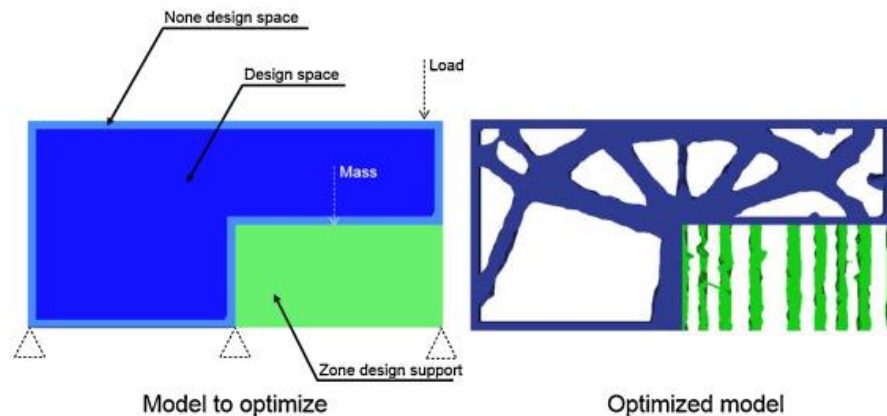 None design space
Load
Design space
Mass
Zone design support
Model to optimize
Optimized model